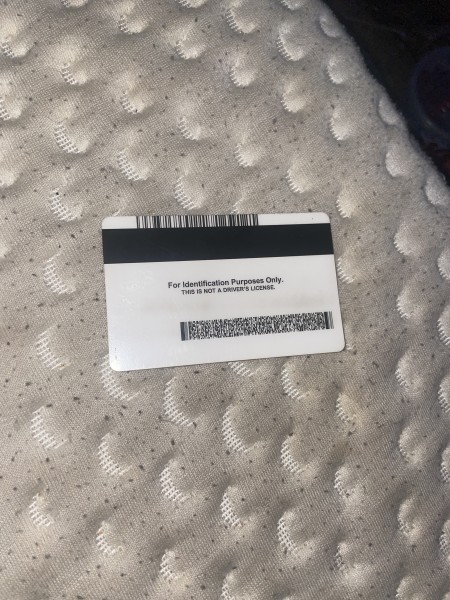 For Identification Purposes Only.
THIS IS NOT A DRIVER'S LICENSE.